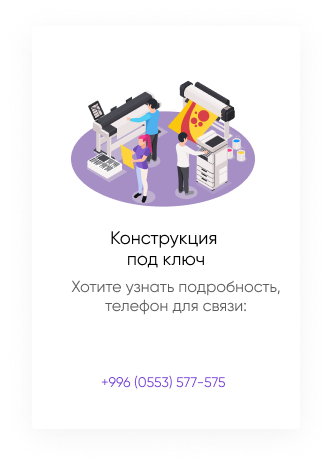 Конструкция
под ключ
Хотите узнать подробность,
телефон для связи:
+996 (0553) 577-575